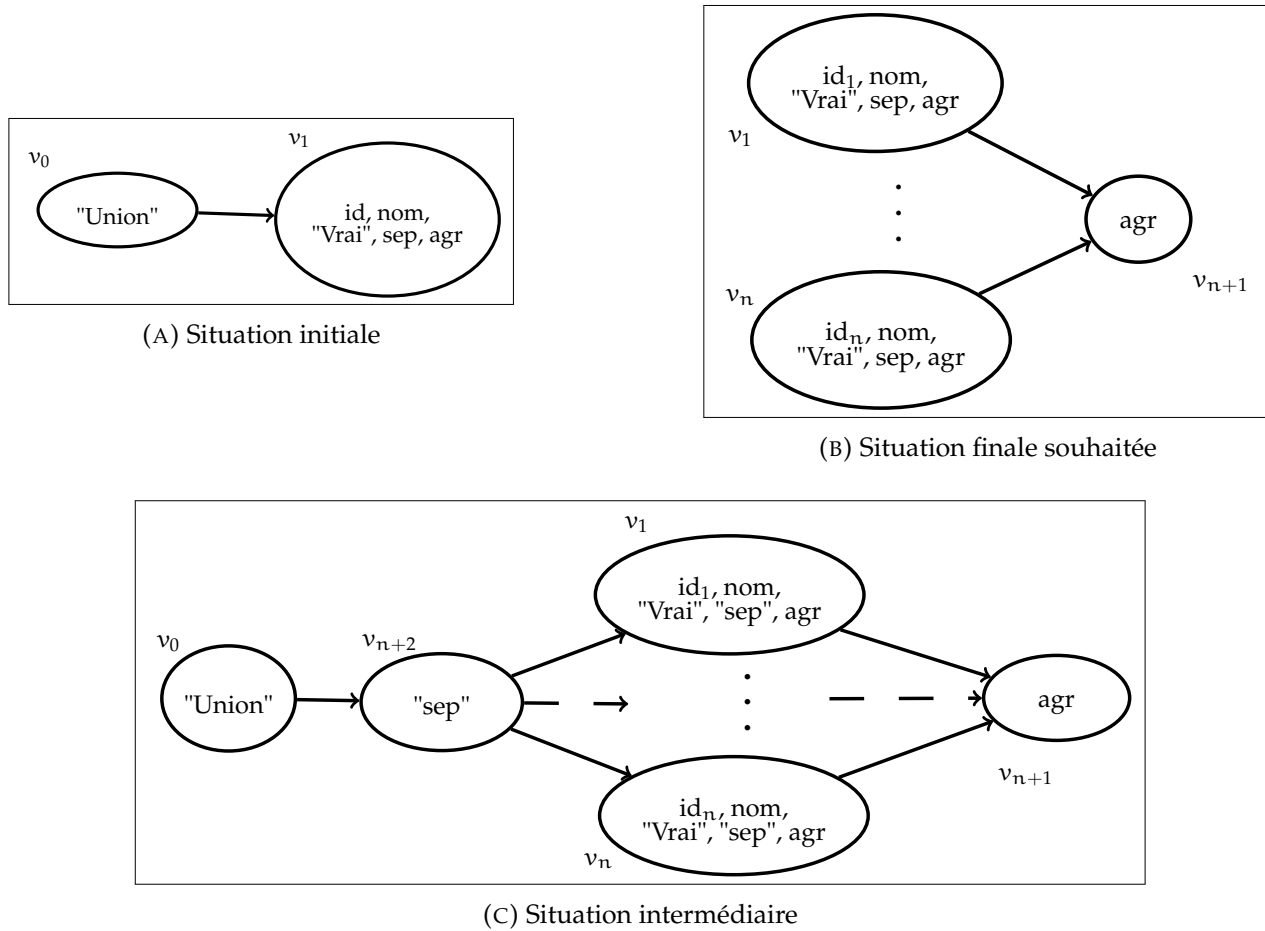 v₀
"Union"
v₁
id, nom,
"Vrai", sep, agr
(A) Situation initiale
id₁, nom,
"Vrai", sep, agr
v₁
agr
vₙ₊₁
vₙ
idₙ, nom,
"Vrai", sep, agr
(B) Situation finale souhaitée
v₀
"Union"
vₙ₊₂
"sep"
v₁
id₁, nom,
"Vrai", "sep", agr
agr
vₙ₊₁
idₙ, nom,
"Vrai", "sep", agr
vₙ
(C) Situation intermédiaire